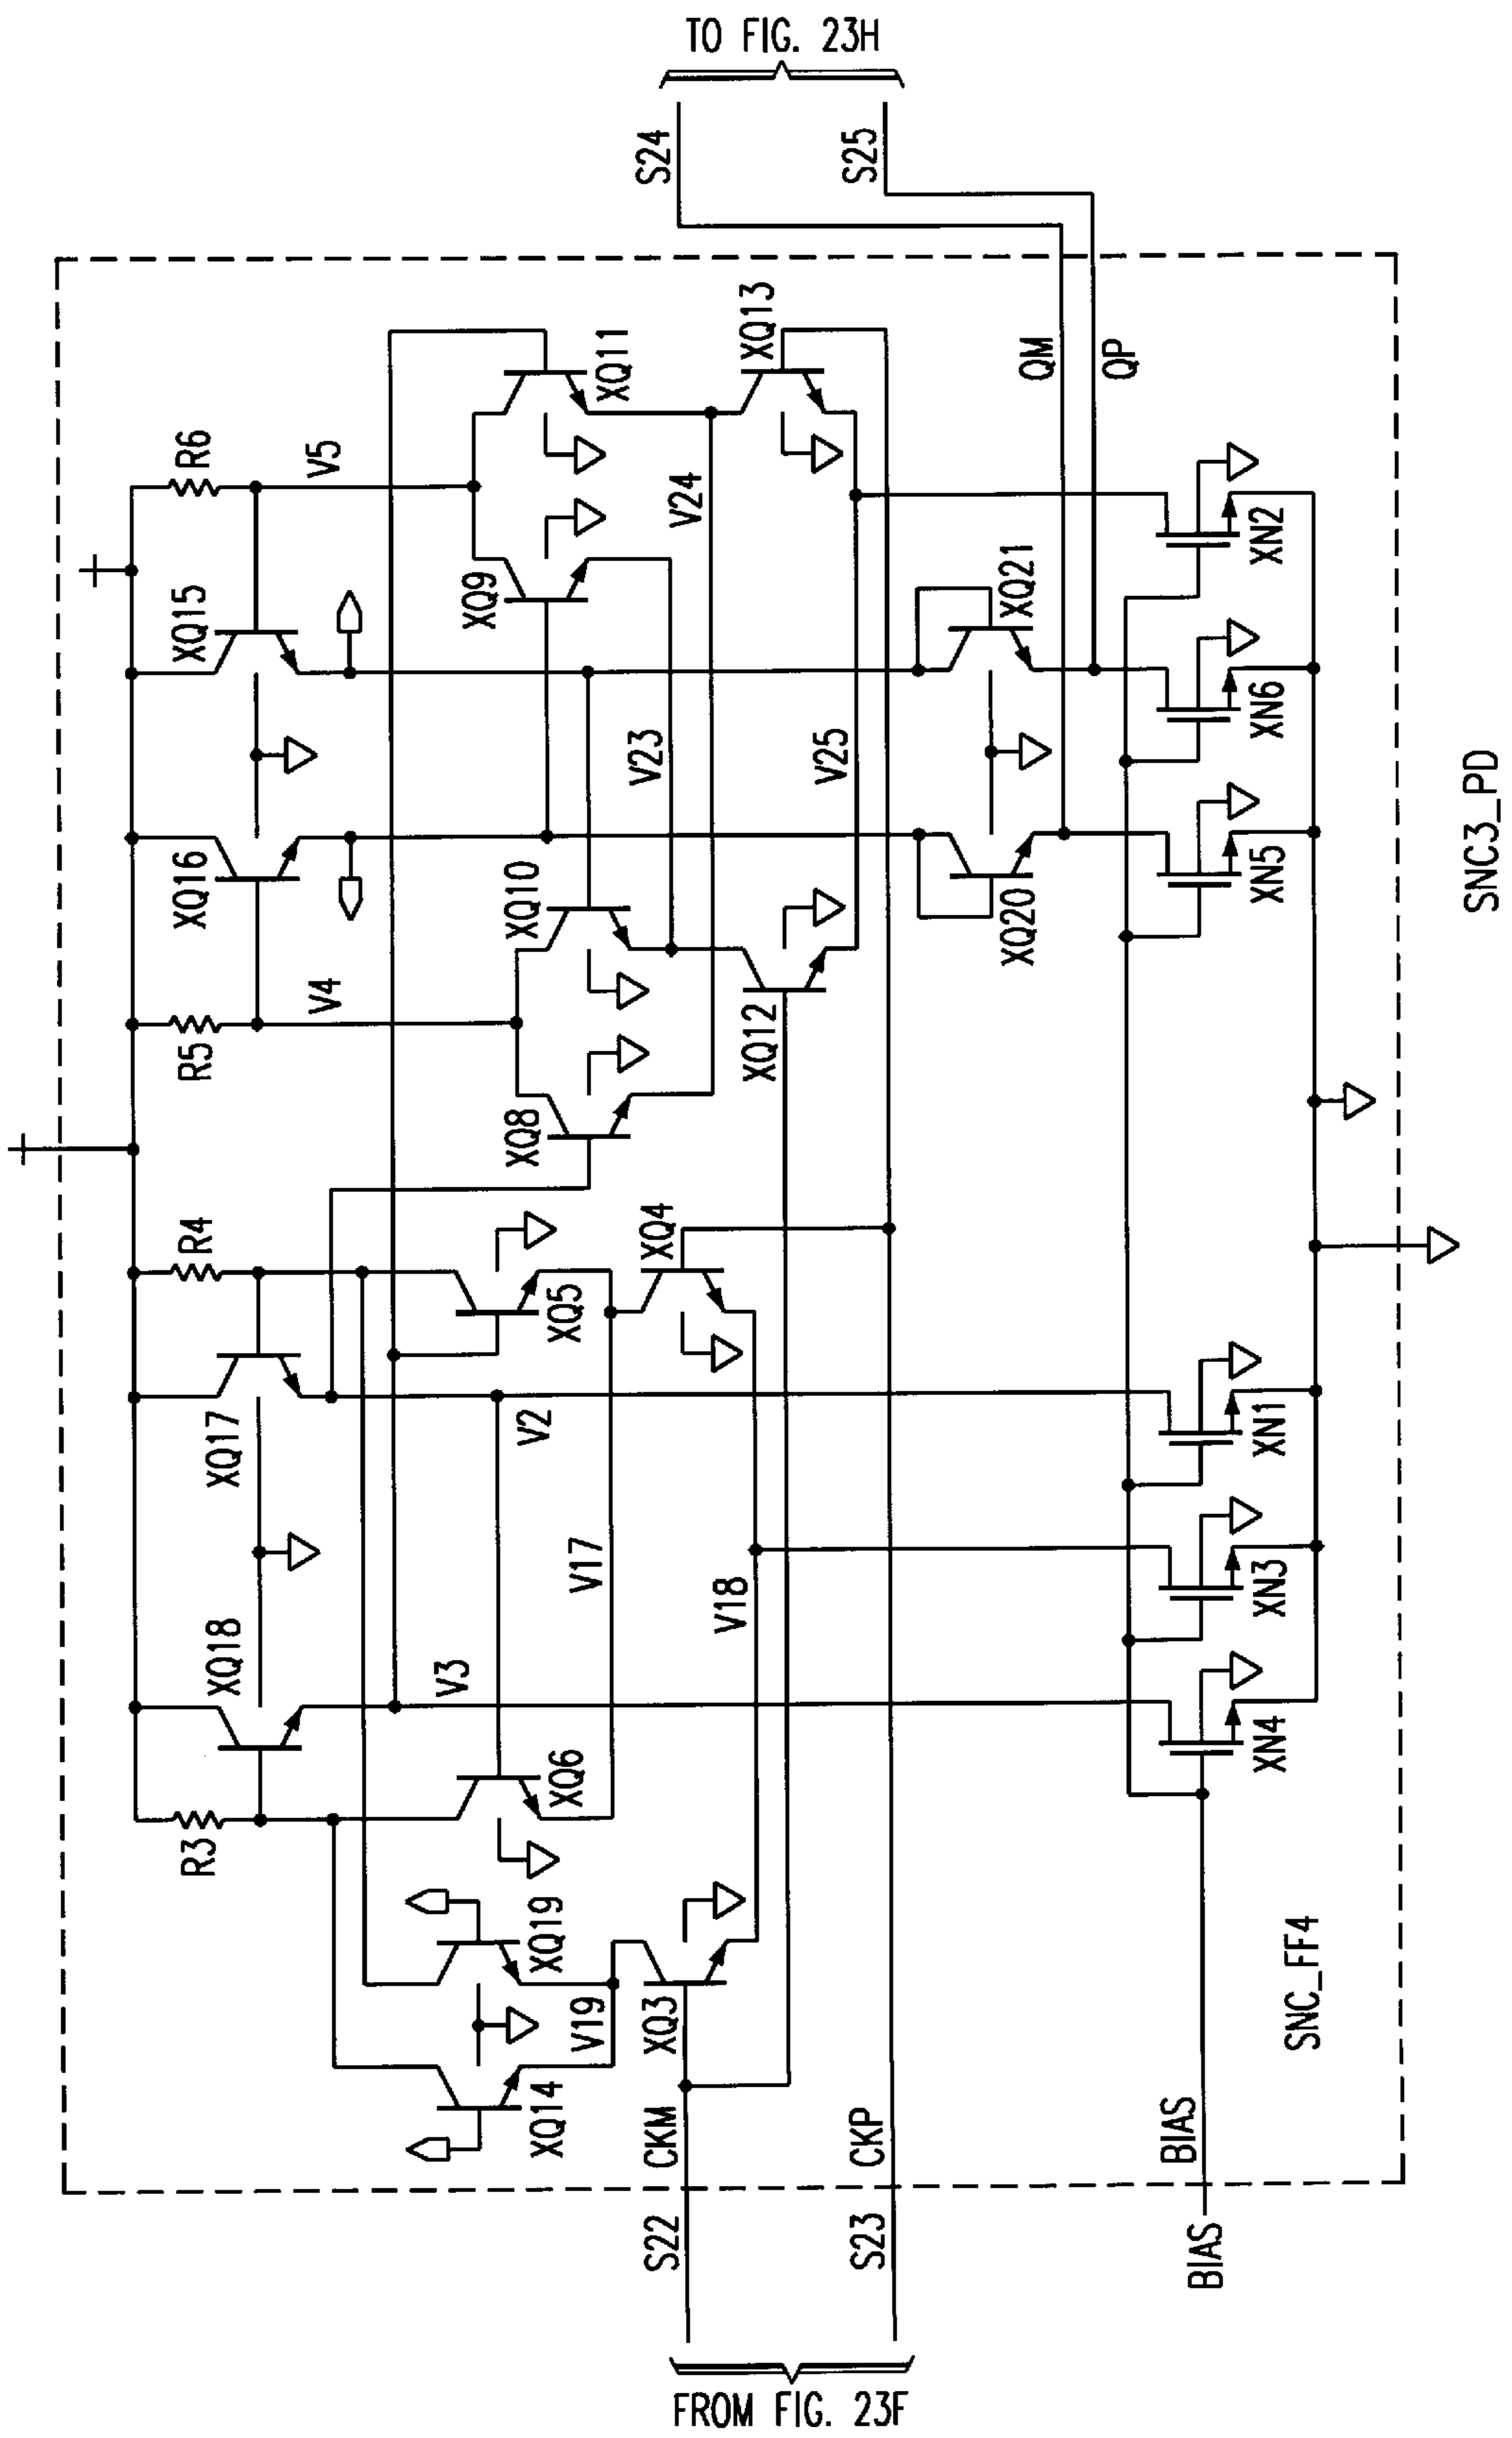 TO FIG. 23H
S24
S25
R6
V5
XQ15
XQ11
XQ13
QM
QP
XQ9
V24
XQ21
XN2
XQ16
XQ10
V23
V25
XN6
R5
V4
XQ12
XQ20
XN5
XQ8
R4
XQ5
XQ4
XQ17
V2
XN1
V17
V18
XN3
XQ18
V3
XQ6
XN4
R3
XQ19
XQ14
V19
XQ3
CKM
CKP
BIAS
SNC_FF4
SNC3_PD
S22
S23
BIAS
FROM FIG. 23F